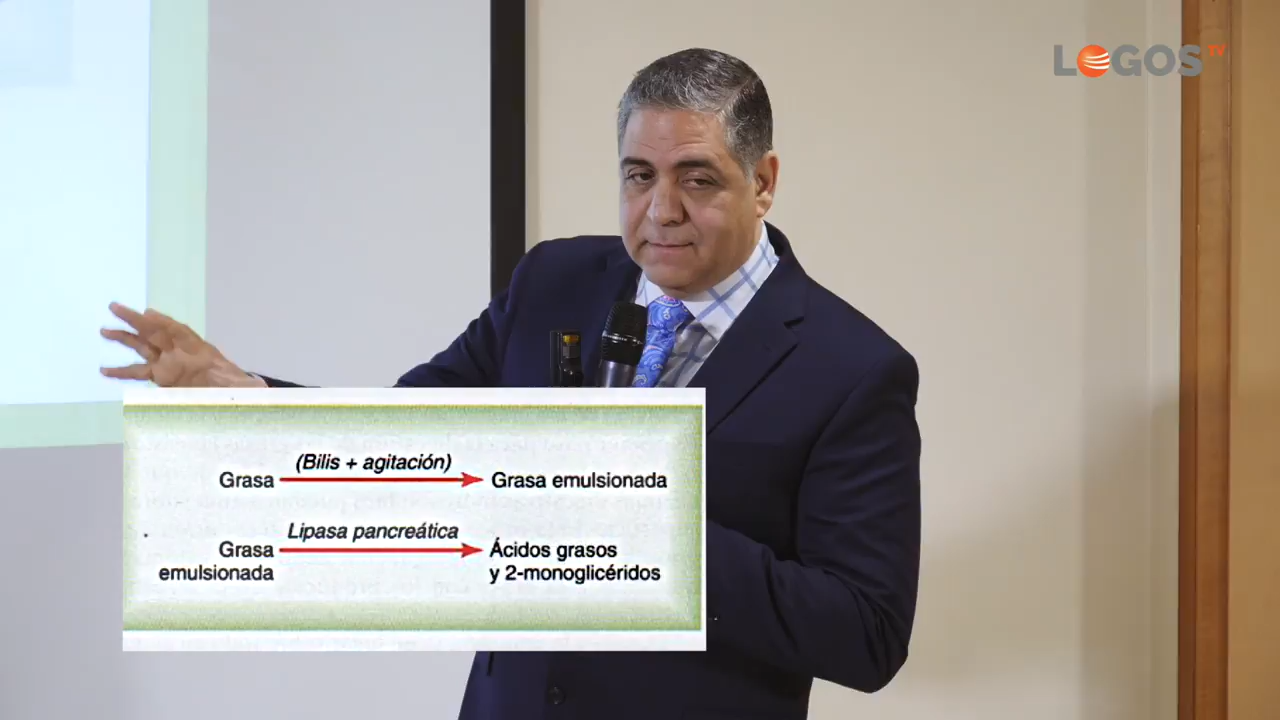 LOGOS TV
(Bilis + agitación)
Grasa Grasa emulsionada
Lipasa pancreática
Grasa Ácidos grasos
emulsionada y 2-monoglicéridos